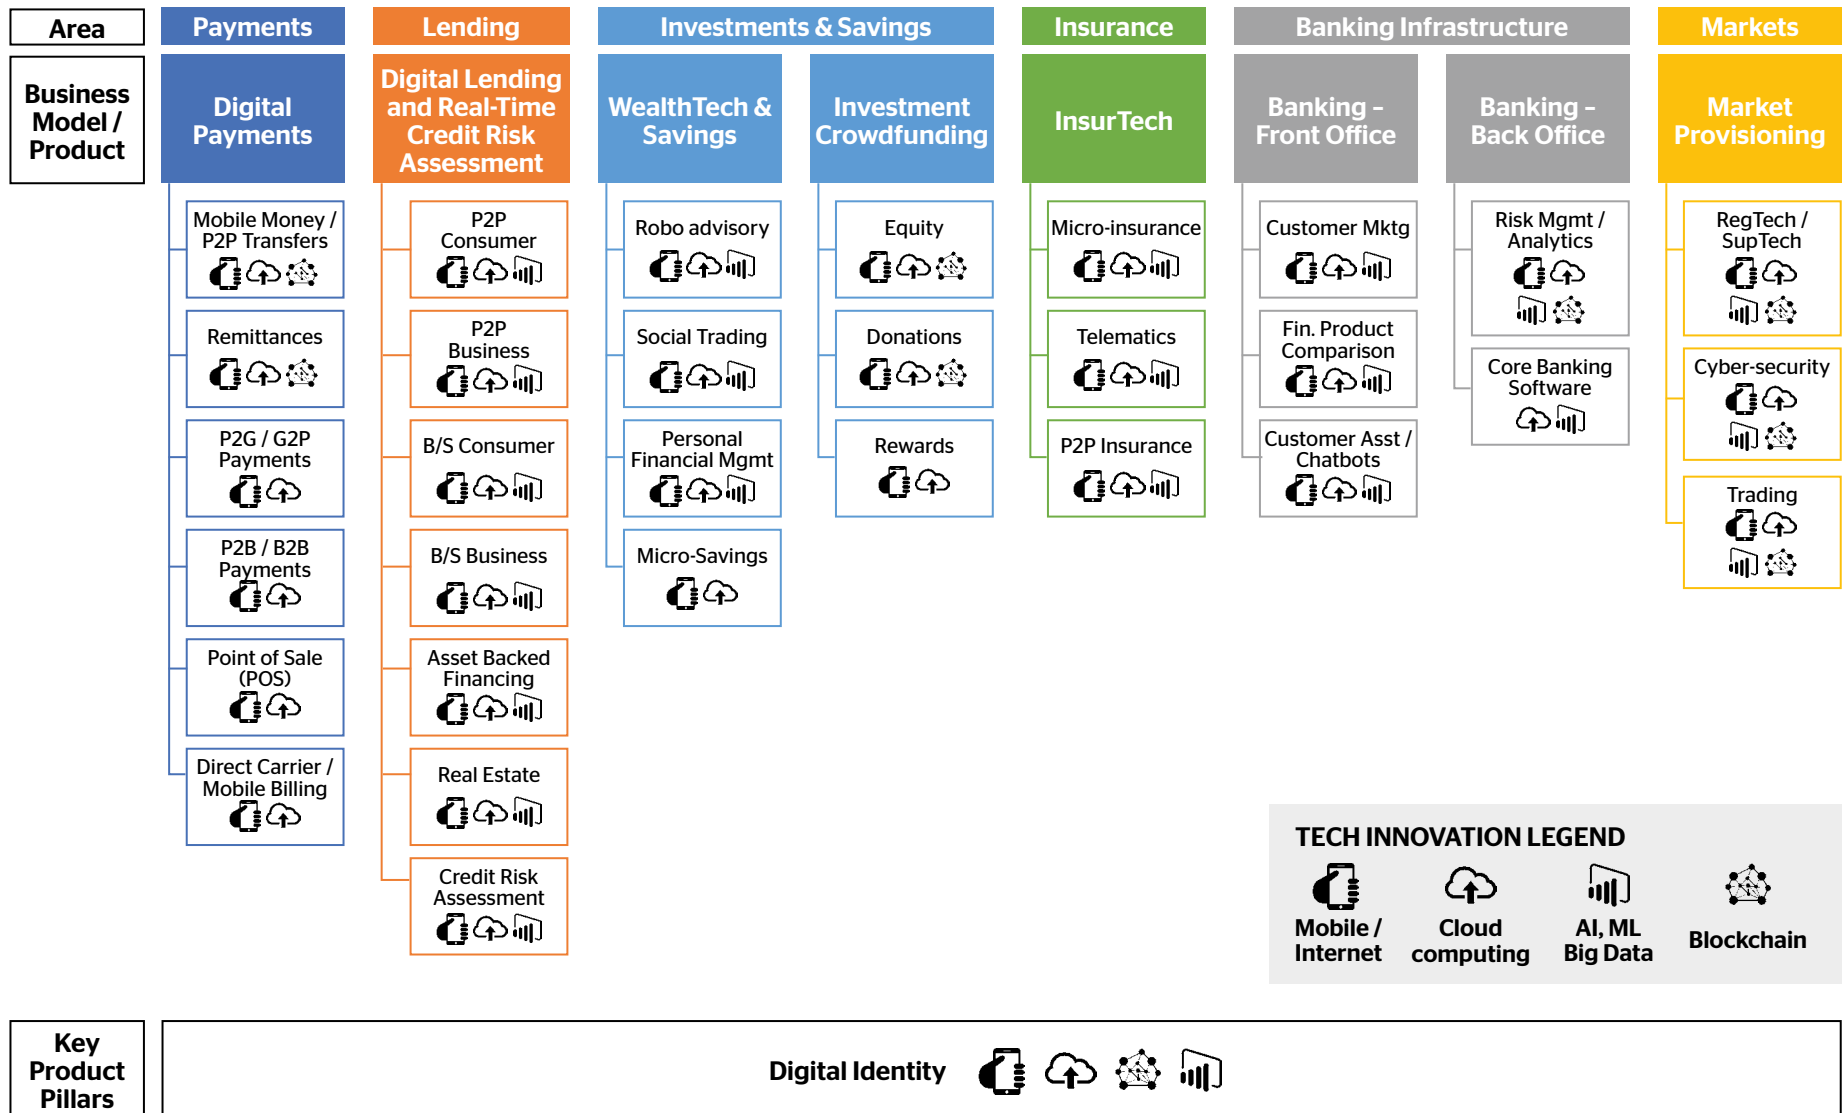 Area
Payments
Lending
Investments & Savings
Insurance
Banking Infrastructure
Markets
Business
Model /
Product
Digital
Payments
Digital Lending
and Real-Time
Credit Risk
Assessment
WealthTech &
Savings
Investment
Crowdfunding
InsurTech
Banking –
Front Office
Banking –
Back Office
Market
Provisioning
Mobile Money /
P2P Transfers
Remittances
P2G / G2P
Payments
P2B / B2B
Payments
Point of Sale
(POS)
Direct Carrier /
Mobile Billing
P2P
Consumer
P2P
Business
B/S Consumer
B/S Business
Asset Backed
Financing
Real Estate
Credit Risk
Assessment
Robo advisory
Social Trading
Personal
Financial Mgmt
Micro-Savings
Equity
Donations
Rewards
Micro-insurance
Telematics
P2P Insurance
Customer Mktg
Fin. Product
Comparison
Customer Asst /
Chatbots
Risk Mgmt /
Analytics
Core Banking
Software
RegTech /
SupTech
Cyber-security
Trading
TECH INNOVATION LEGEND
Mobile /
Internet
Cloud
computing
AI, ML
Big Data
Blockchain
Key
Product
Pillars
Digital Identity